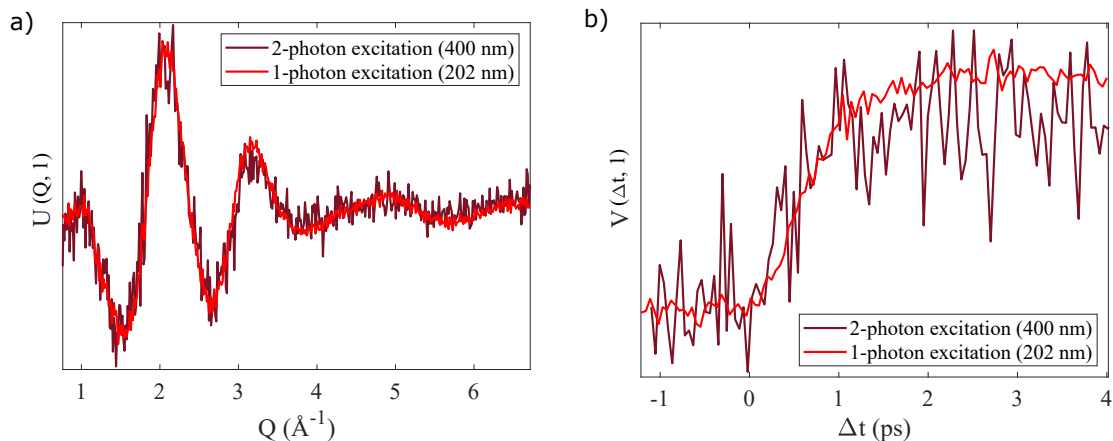 a)
2-photon excitation (400 nm)
1-photon excitation (202 nm)
U (Q, 1)
1 2 3 4 5 6
Q (Å⁻¹)
b)
2-photon excitation (400 nm)
1-photon excitation (202 nm)
V (Δt, 1)
-1 0 1 2 3 4
Δt (ps)